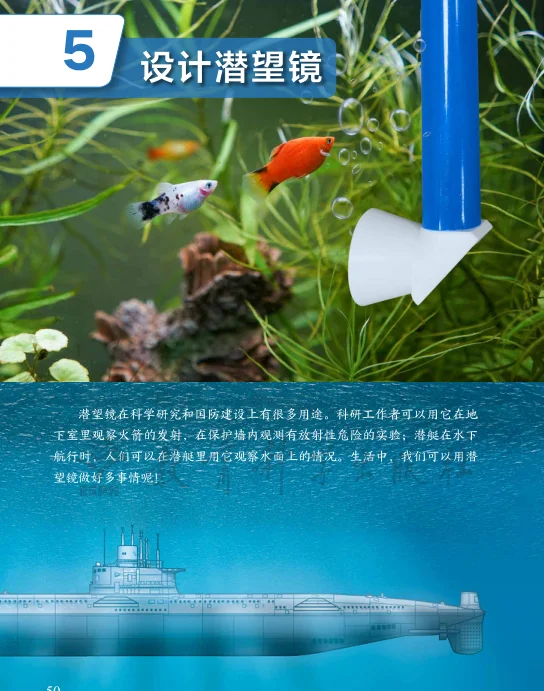 5
设计潜望镜
潜望镜在科学研究和国防建设上有很多用途。科研工作者可以用它在地
下室里观察火箭的发射，在保护墙内观测有放射性危险的实验；潜艇在水下
航行时，人们可以在潜艇里用它观察水面上的情况。生活中，我们可以用潜
望镜做好多事情呢！
50